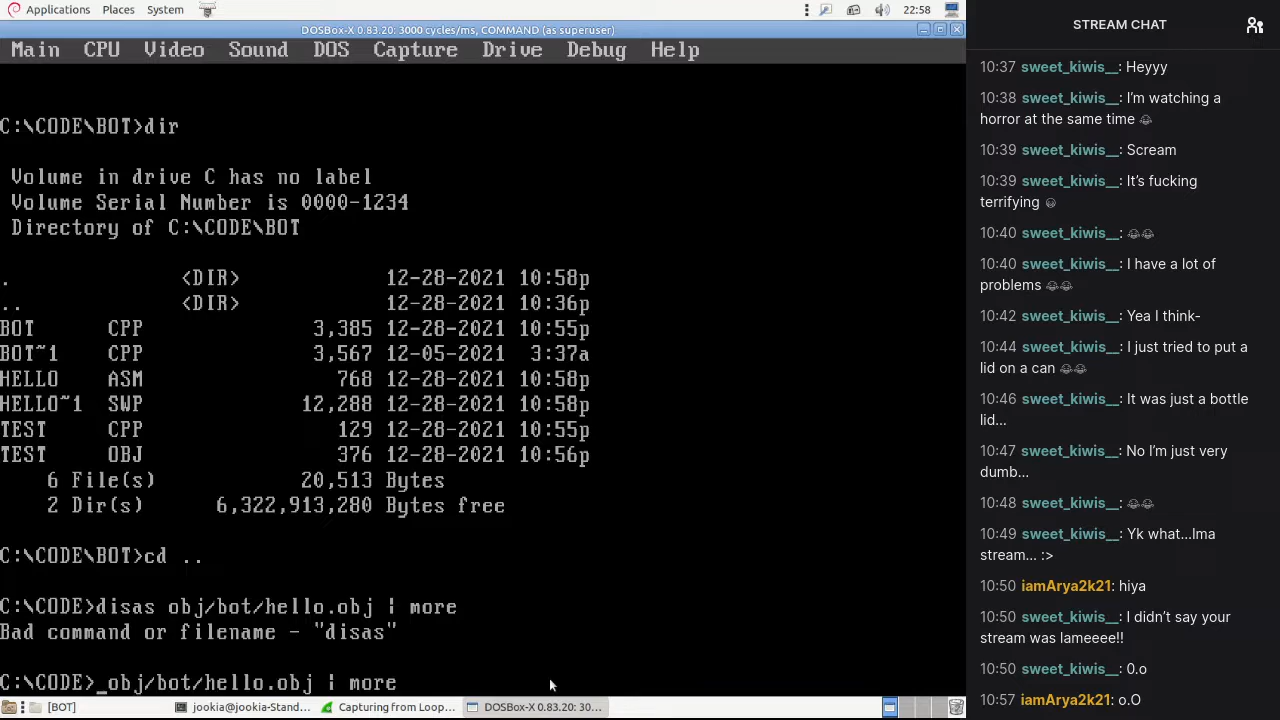 Applications Places System 22:58
DOSBox-X 0.83.20: 3000 cycles/ms, COMMAND (as superuser)
Main CPU Video Sound DOS Capture Drive Debug Help
C:\CODE\BOT>dir
Volume in drive C has no label
Volume Serial Number is 0000-1234
Directory of C:\CODE\BOT
. <DIR> 12-28-2021 10:58p
.. <DIR> 12-28-2021 10:36p
BOT CPP 3,385 12-28-2021 10:55p
BOT~1 CPP 3,567 12-05-2021 3:37a
HELLO ASM 768 12-28-2021 10:58p
HELLO~1 SWP 12,288 12-28-2021 10:58p
TEST CPP 129 12-28-2021 10:55p
TEST OBJ 376 12-28-2021 10:56p
6 File(s) 20,513 Bytes
2 Dir(s) 6,322,913,280 Bytes free
C:\CODE\BOT>cd ..
C:\CODE>disas obj/bot/hello.obj | more
Bad command or filename - "disas"
C:\CODE>_obj/bot/hello.obj | more
[BOT] jookia@jookia-Stand... Capturing from Loop... DOSBox-X 0.83.20: 30...
STREAM CHAT
10:37 sweet_kiwis__: Heyyy
10:38 sweet_kiwis__: I'm watching a
horror at the same time 😂
10:39 sweet_kiwis__: Scream
10:39 sweet_kiwis__: It's fucking
terrifying
10:40 sweet_kiwis__: 😂😂
10:40 sweet_kiwis__: I have a lot of
problems 😂😂
10:42 sweet_kiwis__: Yea I think-
10:44 sweet_kiwis__: I just tried to put a
lid on a can 😂😂
10:46 sweet_kiwis__: It was just a bottle
lid...
10:47 sweet_kiwis__: No I'm just very
dumb...
10:48 sweet_kiwis__: 😂😂
10:49 sweet_kiwis__: Yk what...Ima
stream... :>
10:50 iamArya2k21: hiya
10:50 sweet_kiwis__: I didn't say your
stream was lameeee!!
10:50 sweet_kiwis__: 0.o
10:57 iamArya2k21: o.O